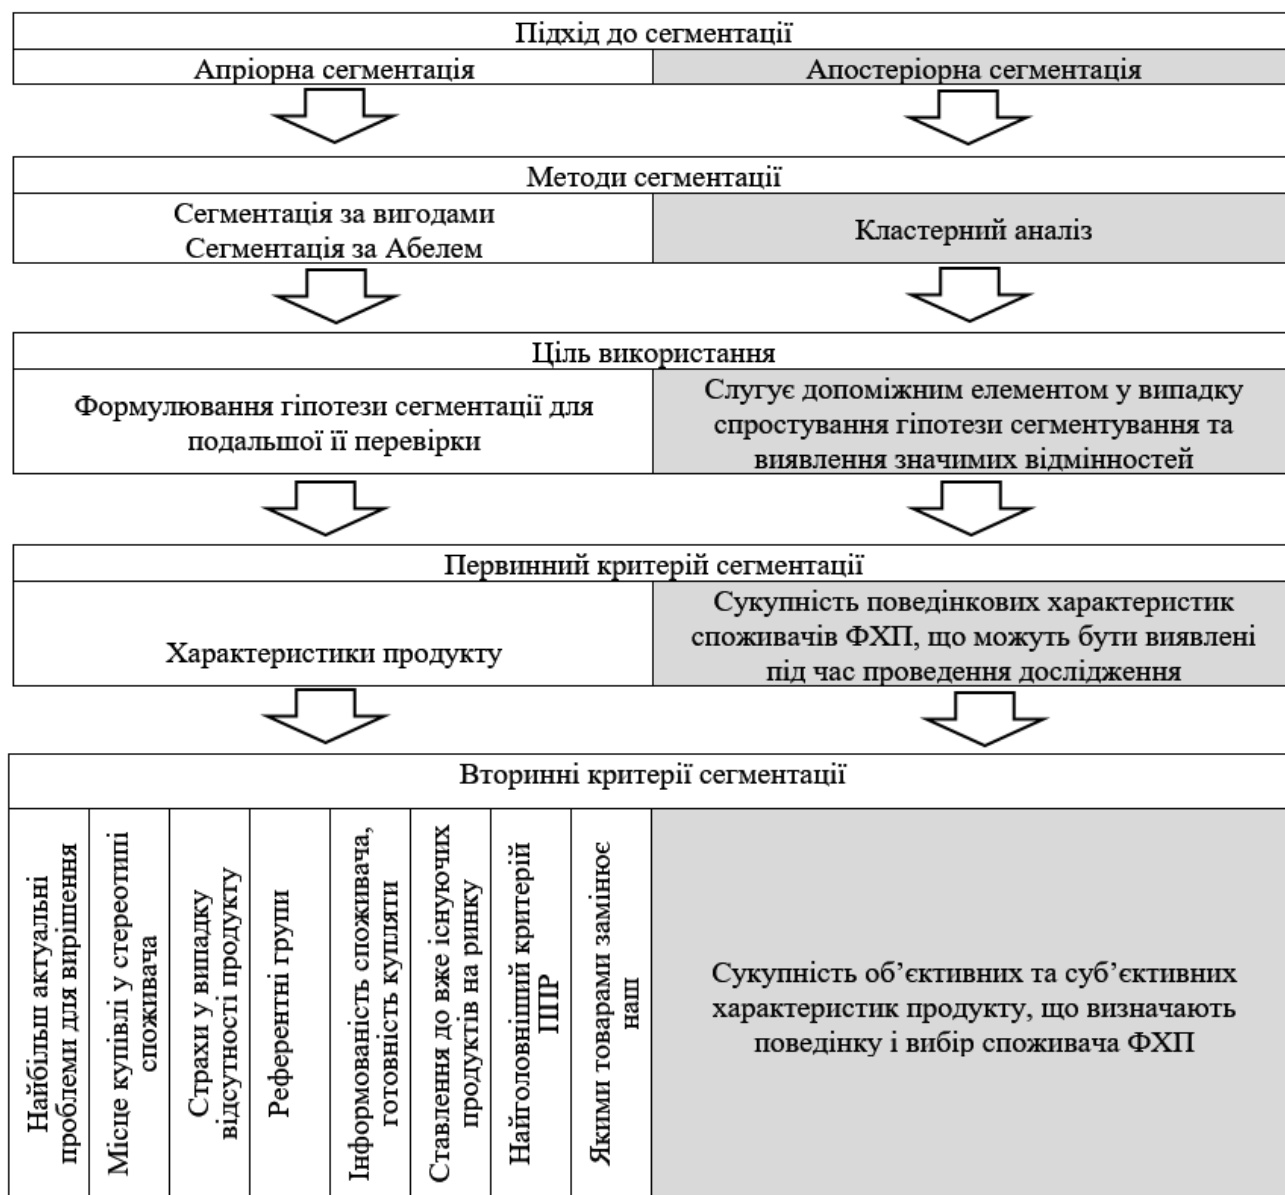 Підхід до сегментації
Апріорна сегментація
Апостеріорна сегментація
Методи сегментації
Сегментація за вигодами
Сегментація за Абелем
Кластерний аналіз
Ціль використання
Формулювання гіпотези сегментації для
подальшої її перевірки
Слугує допоміжним елементом у випадку
спростування гіпотези сегментування та
виявлення значимих відмінностей
Первинний критерій сегментації
Характеристики продукту
Сукупність поведінкових характеристик
споживачів ФХП, що можуть бути виявлені
під час проведення дослідження
Вторинні критерії сегментації
Найбільш актуальні
проблеми для вирішення
Місце купівлі у стереотипі
споживача
Страхи у випадку
відсутності продукту
Референтні групи
Інформованість споживача,
готовність купляти
Ставлення до вже існуючих
продуктів на ринку
Найголовніший критерій
ППР
Якими товарами замінює
наш
Сукупність об’єктивних та суб’єктивних
характеристик продукту, що визначають
поведінку і вибір споживача ФХП